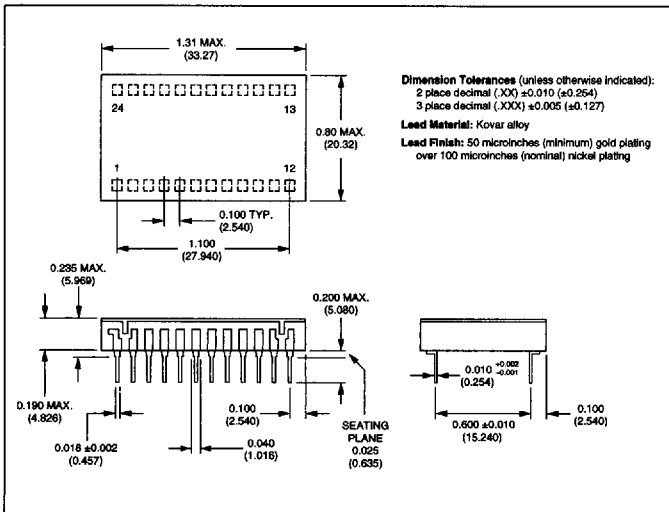 1.31 MAX.
(33.27)
24
13
1
12
0.80 MAX.
(20.32)
0.100 TYP.
(2.540)
1.100
(27.940)
Dimension Tolerances (unless otherwise indicated):
2 place decimal (.XX) ±0.010 (±0.254)
3 place decimal (.XXX) ±0.005 (±0.127)
Lead Material: Kovar alloy
Lead Finish: 50 microinches (minimum) gold plating
over 100 microinches (nominal) nickel plating
0.235 MAX.
(5.969)
0.200 MAX.
(5.080)
0.190 MAX.
(4.826)
0.018 ±0.002
(0.457)
0.040
(1.016)
0.100
(2.540)
SEATING
PLANE
0.025
(0.635)
0.010 +0.002
-0.001
(0.254)
0.600 ±0.010
(15.240)
0.100
(2.540)